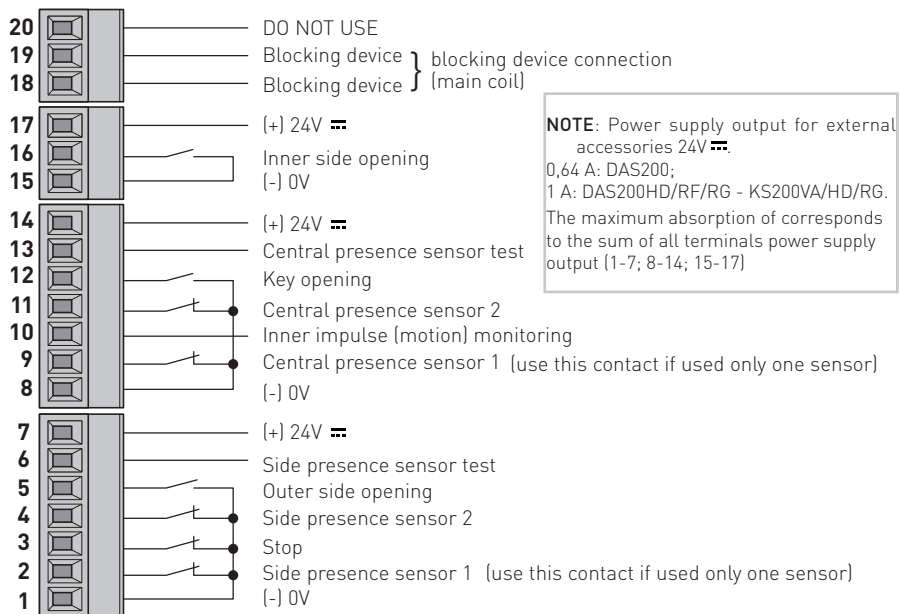 20 DO NOT USE
19 Blocking device
18 Blocking device
blocking device connection
(main coil)
17 (+) 24V
16 Inner side opening
15 (-) 0V
14 (+) 24V
13 Central presence sensor test
12 Key opening
11 Central presence sensor 2
10 Inner impulse (motion) monitoring
9 Central presence sensor 1 (use this contact if used only one sensor)
8 (-) 0V
7 (+) 24V
6 Side presence sensor test
5 Outer side opening
4 Side presence sensor 2
3 Stop
2 Side presence sensor 1 (use this contact if used only one sensor)
1 (-) 0V
NOTE: Power supply output for external
accessories 24V .
0,64 A: DAS200;
1 A: DAS200HD/RF/RG - KS200VA/HD/RG.
The maximum absorption of corresponds
to the sum of all terminals power supply
output (1-7; 8-14; 15-17)